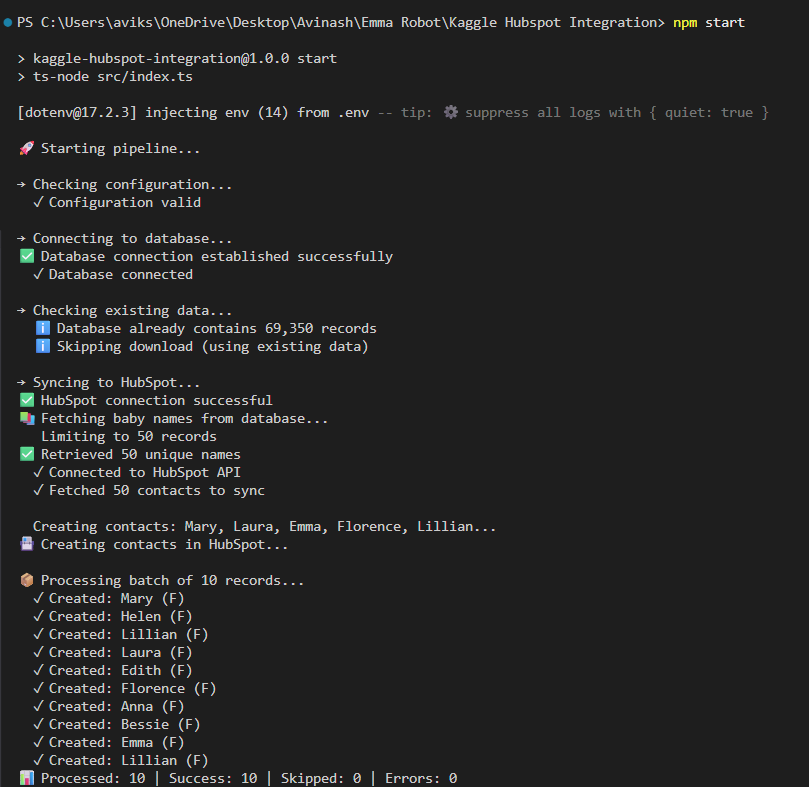 PS C:\Users\aviks\OneDrive\Desktop\Avinash\Emma Robot\Kaggle Hubspot Integration> npm start
> kaggle-hubspot-integration@1.0.0 start
> ts-node src/index.ts
[dotenv@17.2.3] injecting env (14) from .env -- tip: ⚙️ suppress all logs with { quiet: true }
🚀 Starting pipeline...
→ Checking configuration...
✓ Configuration valid
→ Connecting to database...
✅ Database connection established successfully
✓ Database connected
→ Checking existing data...
ℹ️ Database already contains 69,350 records
ℹ️ Skipping download (using existing data)
→ Syncing to HubSpot...
✅ HubSpot connection successful
📚 Fetching baby names from database...
Limiting to 50 records
✅ Retrieved 50 unique names
✓ Connected to HubSpot API
✓ Fetched 50 contacts to sync
Creating contacts: Mary, Laura, Emma, Florence, Lillian...
📇 Creating contacts in HubSpot...
📦 Processing batch of 10 records...
✓ Created: Mary (F)
✓ Created: Helen (F)
✓ Created: Lillian (F)
✓ Created: Laura (F)
✓ Created: Edith (F)
✓ Created: Florence (F)
✓ Created: Anna (F)
✓ Created: Bessie (F)
✓ Created: Emma (F)
✓ Created: Lillian (F)
📊 Processed: 10 | Success: 10 | Skipped: 0 | Errors: 0